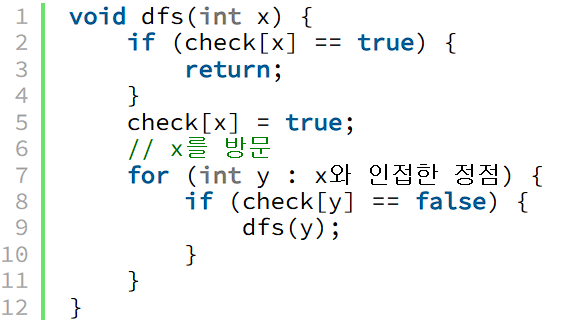 1 void dfs(int x) {
2     if (check[x] == true) {
3         return;
4     }
5     check[x] = true;
6     // x를 방문
7     for (int y : x와 인접한 정점) {
8         if (check[y] == false) {
9             dfs(y);
10         }
11     }
12 }